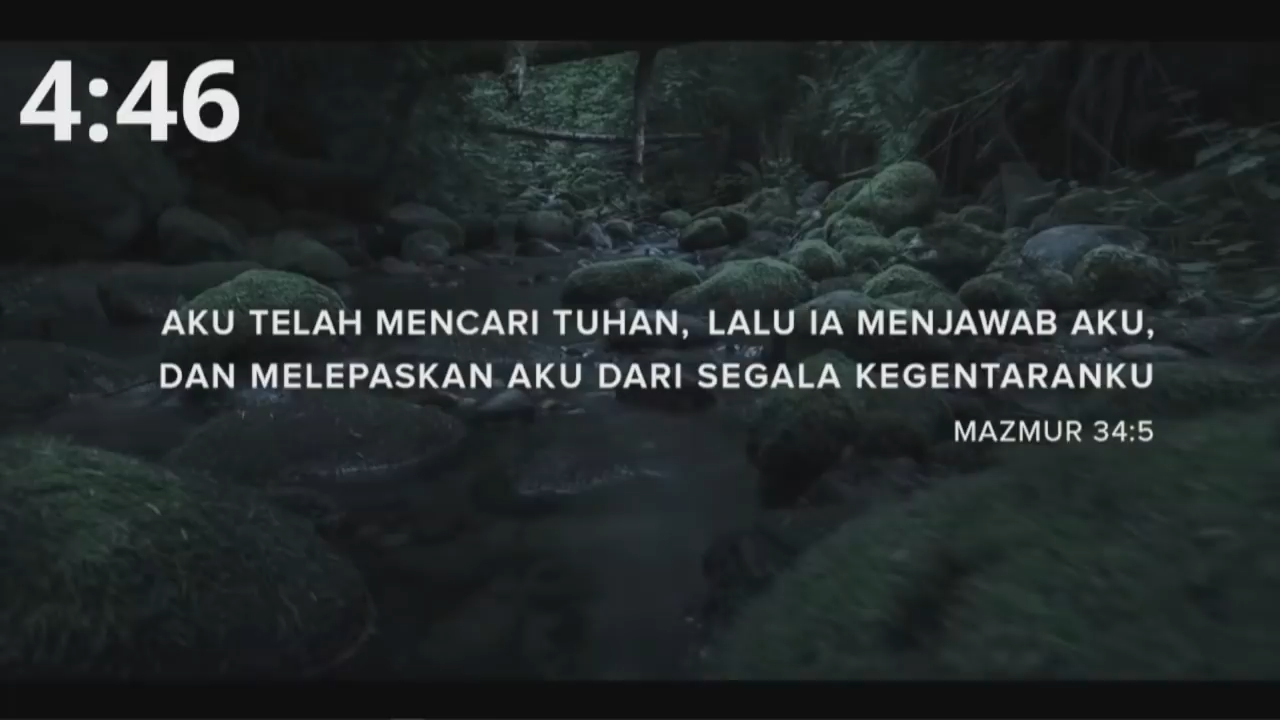 4:46
AKU TELAH MENCARI TUHAN, LALU IA MENJAWAB AKU,
DAN MELEPASKAN AKU DARI SEGALA KEGENTARANKU
MAZMUR 34:5